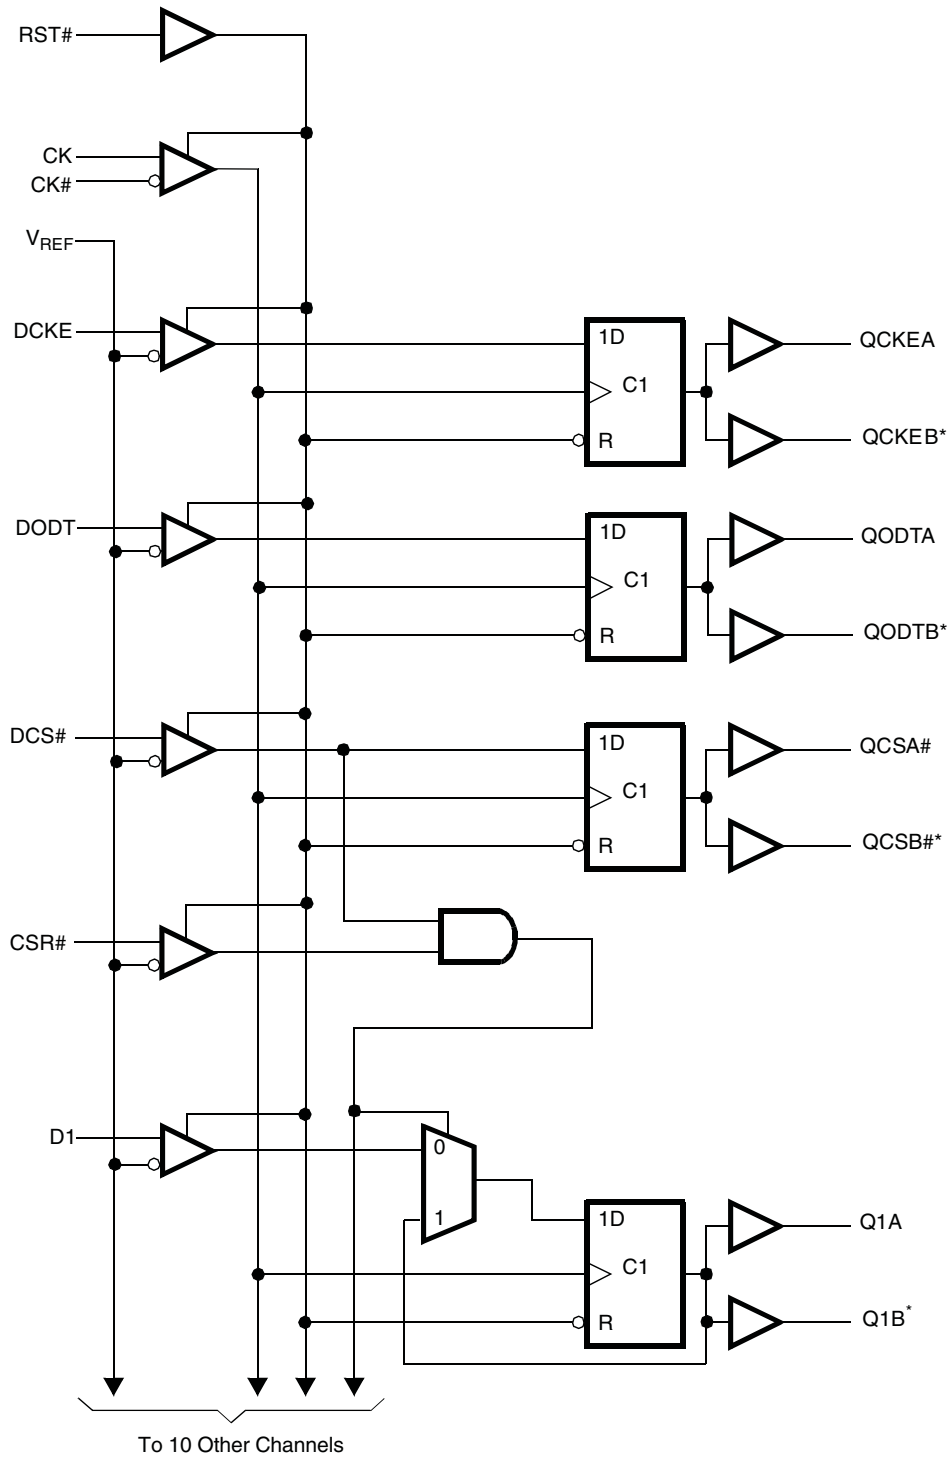 RST#
CK
CK#
VREF
DCKE
1D
C1
R
QCKEA
QCKEB*
DODT
1D
C1
R
QODTA
QODTB*
DCS#
1D
C1
R
QCSA#
QCSB#*
CSR#
D1
0
1
1D
C1
R
Q1A
Q1B*
To 10 Other Channels